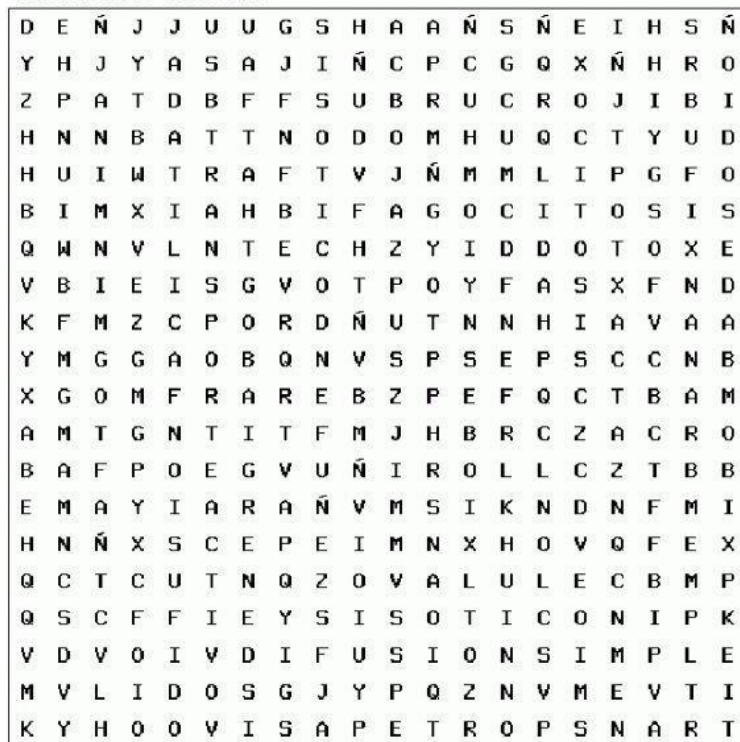 D E Ñ J J U U G S H A A Ñ S Ñ E I H S Ñ
Y H J Y A S A J I Ñ C P C G Q X Ñ H R O
Z P A T D B F F S U B R U C R O J I B I
H N N B A T T N O D O M H U Q C T Y U D
H U I W T R A F T V J Ñ M M L I P G F O
B I M X I A H B I F A G O C I T O S I S
Q W N V L N T E C H Z Y I D D O T O X E
V B I E I S G V O T P O Y F A S X F N D
K F M Z C P O R D Ñ U T N N H I A V A A
Y M G G A O B Q N V S P S E P S C C N B
X G O M F R A R E B Z P E F Q C T B A M
A M T G N T I T F M J H B R C Z A C R O
B A F P O E G V U Ñ I R O L L C Z T B B
E M A Y I A R A Ñ V M S I K N D N F M I
H N Ñ X S C E P E I M N X H O V Q F E X
Q C T C U T N Q Z O V A L U L E C B M P
Q S C F F I E Y S I S O T I C O N I P K
V D V O I V D I F U S I O N S I M P L E
M V L I D O S G J Y P Q Z N V M E V T I
K Y H O O V I S A P E T R O P S N A R T